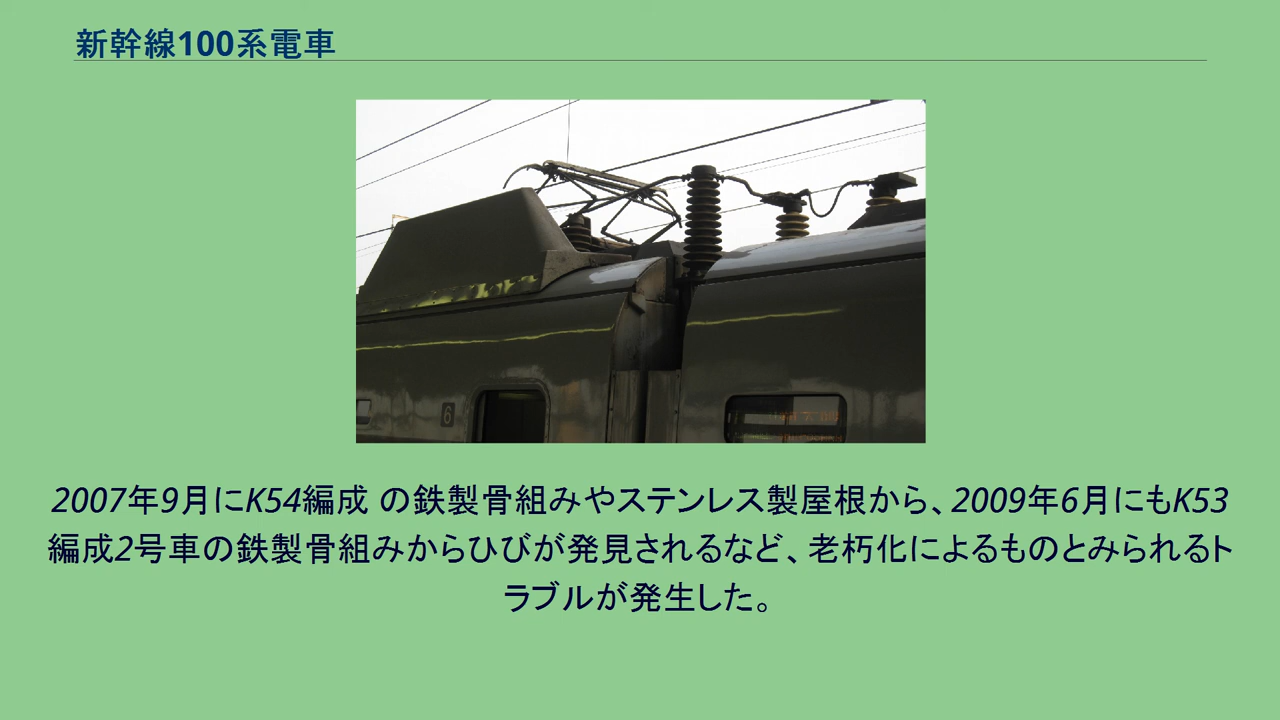 新幹線100系電車
6
2007年9月にK54編成 の鉄製骨組みやステンレス製屋根から、2009年6月にもK53
編成2号車の鉄製骨組みからひびが発見されるなど、老朽化によるものとみられるト
ラブルが発生した。